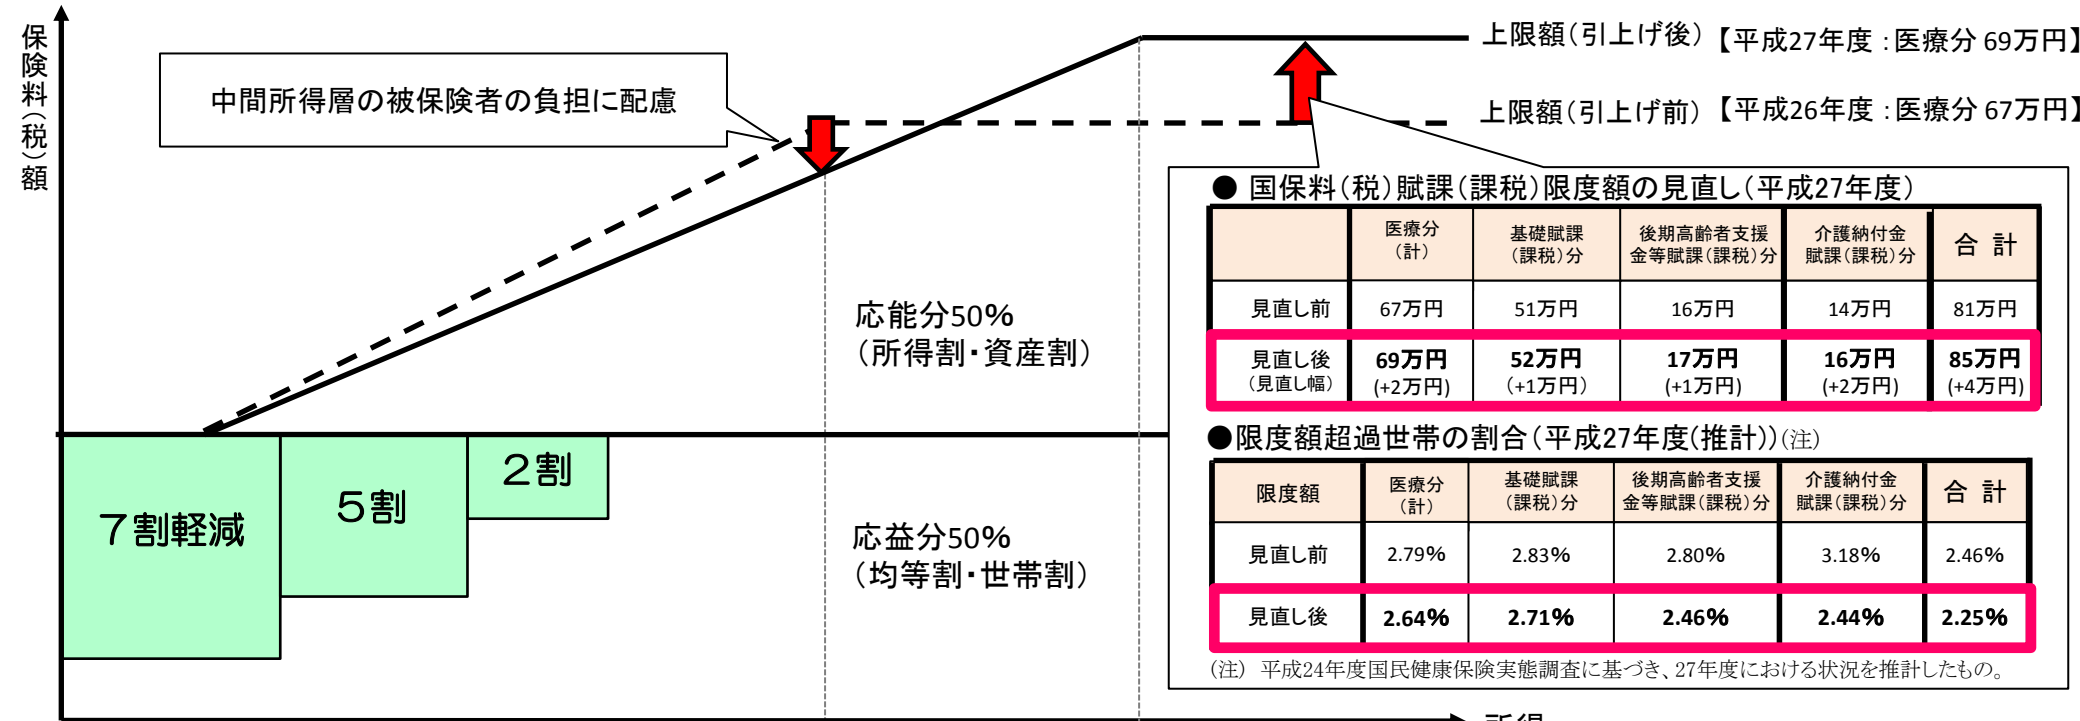 保険料(税)額
中間所得層の被保険者の負担に配慮
上限額(引上げ後)【平成27年度:医療分 69万円】
上限額(引上げ前)【平成26年度:医療分 67万円】
応能分50%
(所得割・資産割)
応益分50%
(均等割・世帯割)
7割軽減
5割
2割
● 国保料(税)賦課(課税)限度額の見直し(平成27年度)
医療分(計) 基礎賦課(課税)分 後期高齢者支援金等賦課(課税)分 介護納付金賦課(課税)分 合 計
見直し前 67万円 51万円 16万円 14万円 81万円
見直し後 69万円 52万円 17万円 16万円 85万円
(見直し幅) (+2万円) (+1万円) (+1万円) (+2万円) (+4万円)
●限度額超過世帯の割合(平成27年度(推計))(注)
限度額 医療分(計) 基礎賦課(課税)分 後期高齢者支援金等賦課(課税)分 介護納付金賦課(課税)分 合 計
見直し前 2.79% 2.83% 2.80% 3.18% 2.46%
見直し後 2.64% 2.71% 2.46% 2.44% 2.25%
(注) 平成24年度国民健康保険実態調査に基づき、27年度における状況を推計したもの。
所得